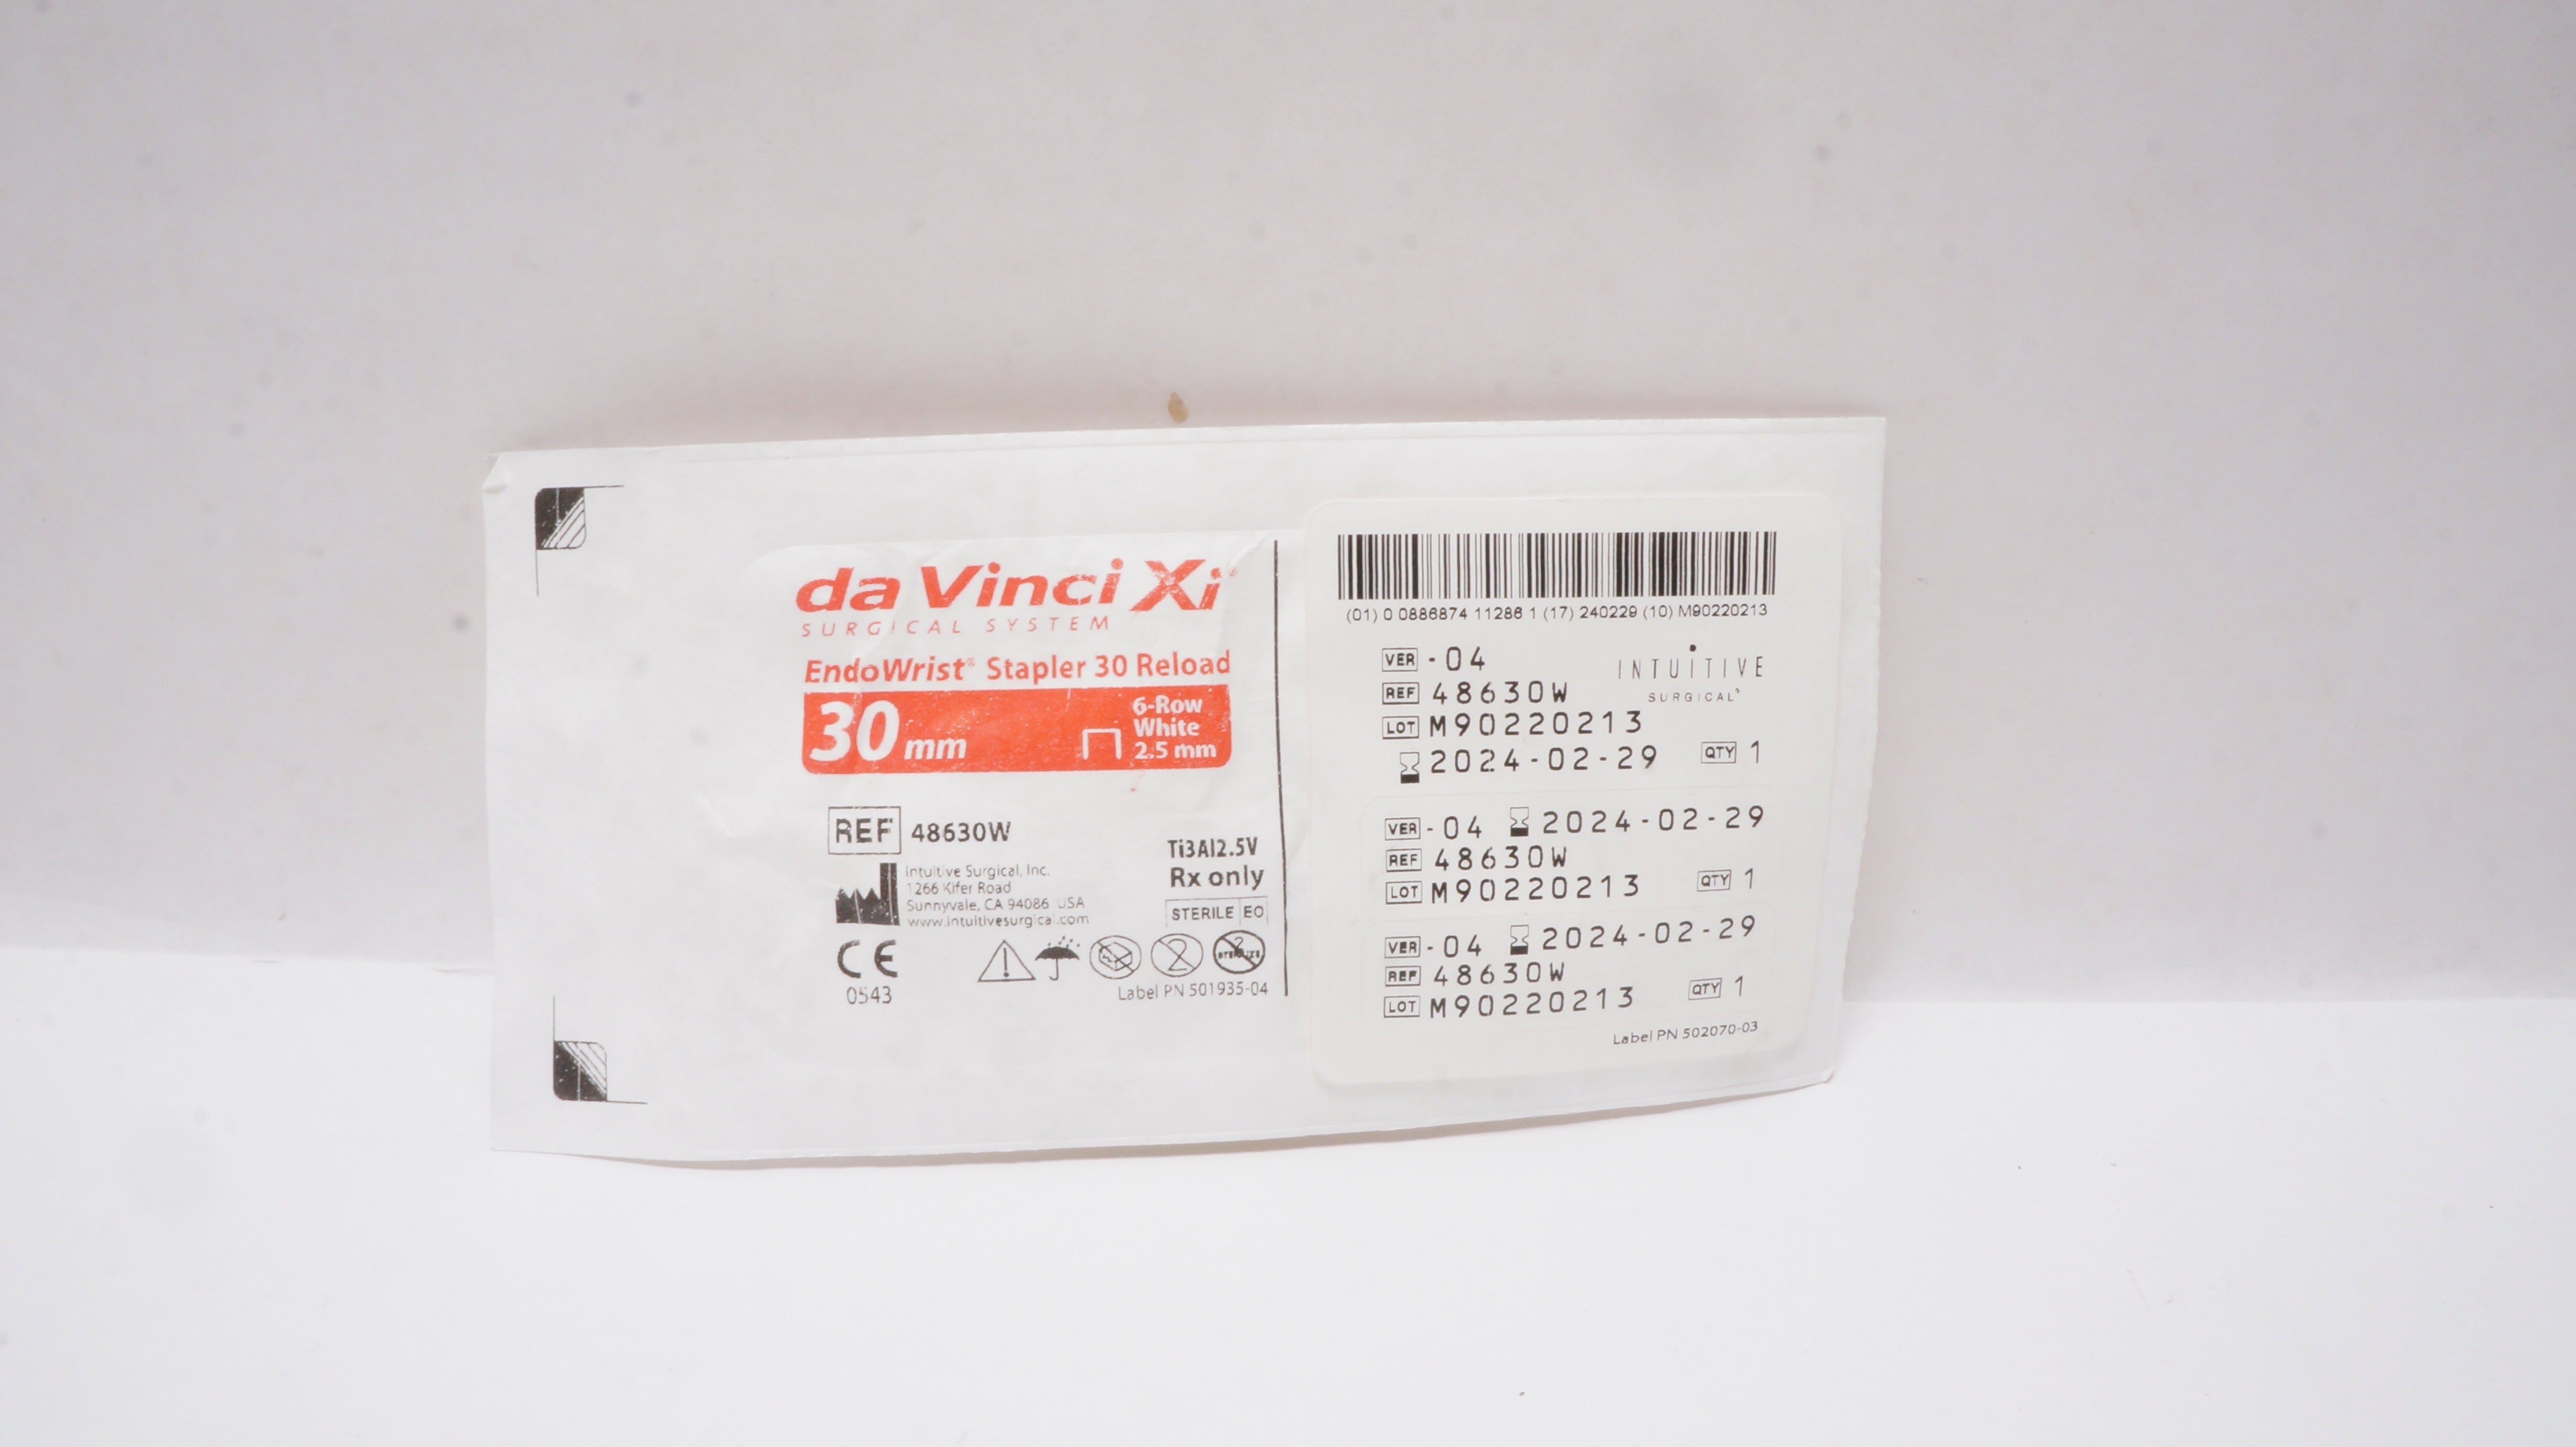 da Vinci Xi
SURGICAL SYSTEM
EndoWrist® Stapler 30 Reload
30 mm
6-Row
White
2.5 mm
REF 48630W
Intuitive Surgical, Inc.
1266 Kifer Road
Sunnyvale, CA 94086 USA
www.intuitivesurgical.com
Ti3Al2.5V
Rx only
STERILE EO
CE
0543
2
2
STERILIZE
Label PN 501935-04
(01) 0 0886874 11286 1 (17) 240229 (10) M90220213
VER -04
INTUITIVE
SURGICAL®
REF 48630W
LOT M90220213
2024-02-29 QTY 1
VER -04 2024-02-29
REF 48630W
LOT M90220213 QTY 1
VER -04 2024-02-29
REF 48630W
LOT M90220213 QTY 1
Label PN 502070-03